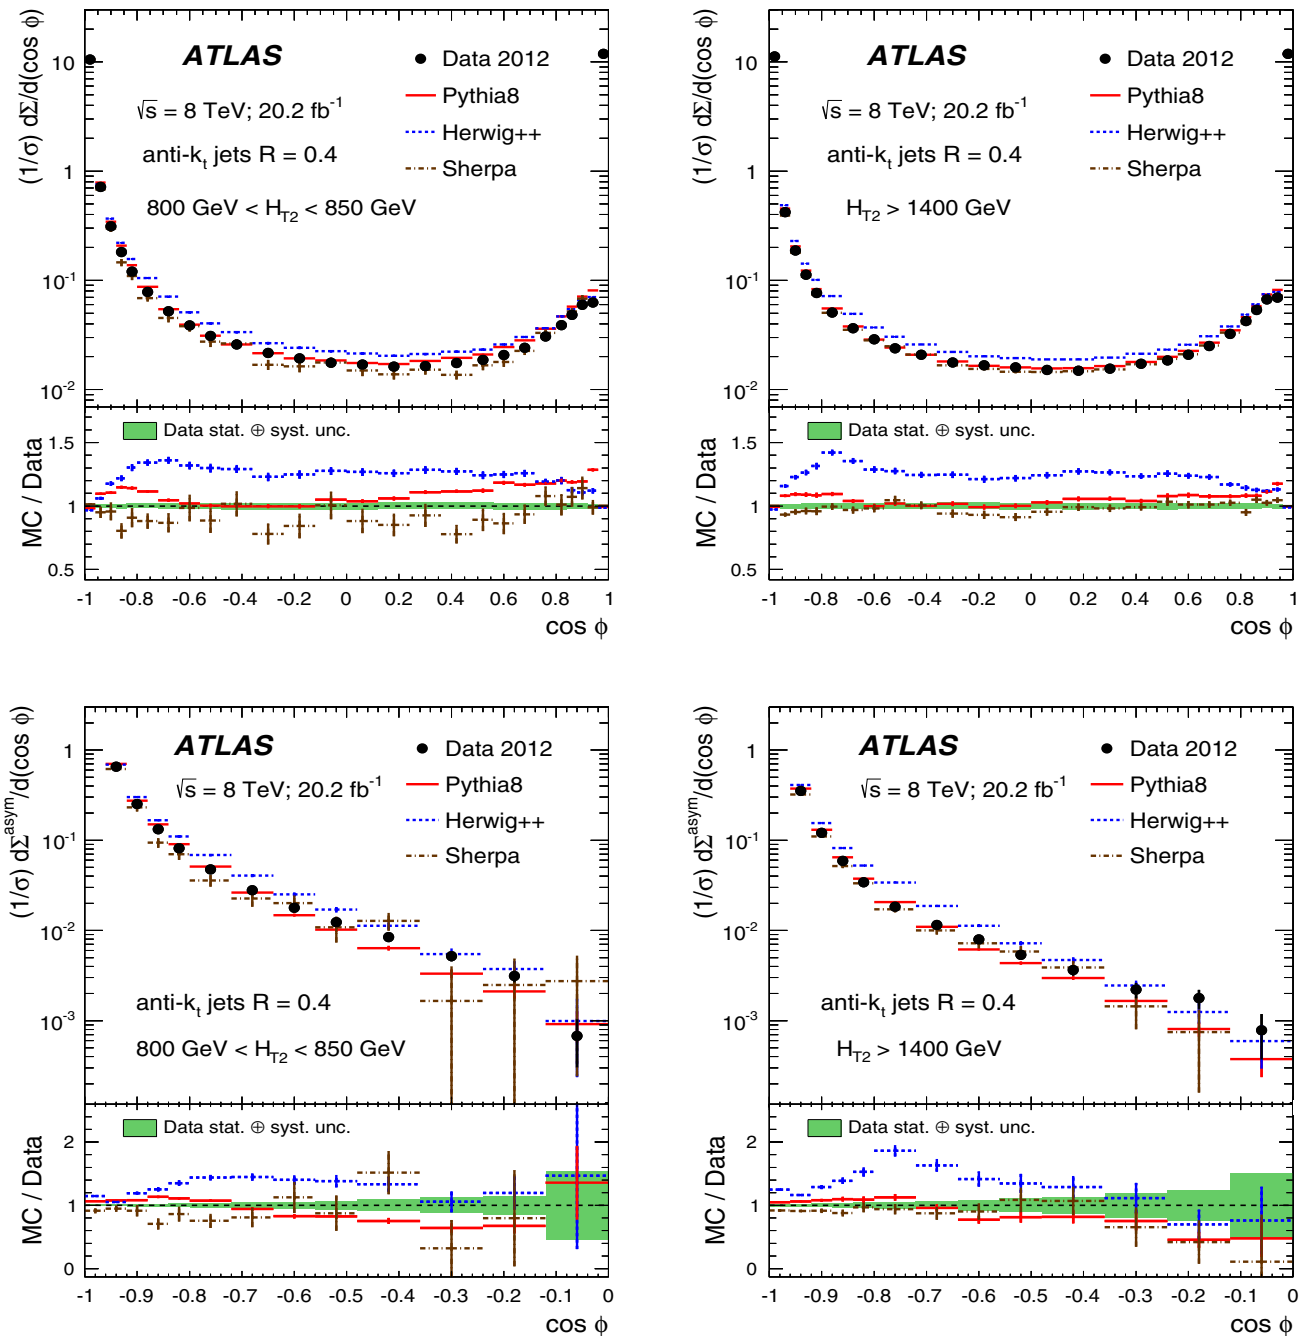 (1/σ) dΣ/d(cos φ)
10
1
10⁻¹
10⁻²
ATLAS
√s = 8 TeV; 20.2 fb⁻¹
anti-kₜ jets R = 0.4
800 GeV < H_T2 < 850 GeV
Data 2012
Pythia8
Herwig++
Sherpa
MC / Data
1.5
1
0.5
Data stat. ⊕ syst. unc.
-1 -0.8 -0.6 -0.4 -0.2 0 0.2 0.4 0.6 0.8 1
cos φ
(1/σ) dΣ/d(cos φ)
10
1
10⁻¹
10⁻²
ATLAS
√s = 8 TeV; 20.2 fb⁻¹
anti-kₜ jets R = 0.4
H_T2 > 1400 GeV
Data 2012
Pythia8
Herwig++
Sherpa
MC / Data
1.5
1
0.5
Data stat. ⊕ syst. unc.
-1 -0.8 -0.6 -0.4 -0.2 0 0.2 0.4 0.6 0.8 1
cos φ
(1/σ) dΣ^asym/d(cos φ)
1
10⁻¹
10⁻²
10⁻³
ATLAS
√s = 8 TeV; 20.2 fb⁻¹
Data 2012
Pythia8
Herwig++
Sherpa
anti-kₜ jets R = 0.4
800 GeV < H_T2 < 850 GeV
MC / Data
2
1
0
Data stat. ⊕ syst. unc.
-1 -0.9 -0.8 -0.7 -0.6 -0.5 -0.4 -0.3 -0.2 -0.1 0
cos φ
(1/σ) dΣ^asym/d(cos φ)
1
10⁻¹
10⁻²
10⁻³
ATLAS
√s = 8 TeV; 20.2 fb⁻¹
Data 2012
Pythia8
Herwig++
Sherpa
anti-kₜ jets R = 0.4
H_T2 > 1400 GeV
MC / Data
2
1
0
Data stat. ⊕ syst. unc.
-1 -0.9 -0.8 -0.7 -0.6 -0.5 -0.4 -0.3 -0.2 -0.1 0
cos φ